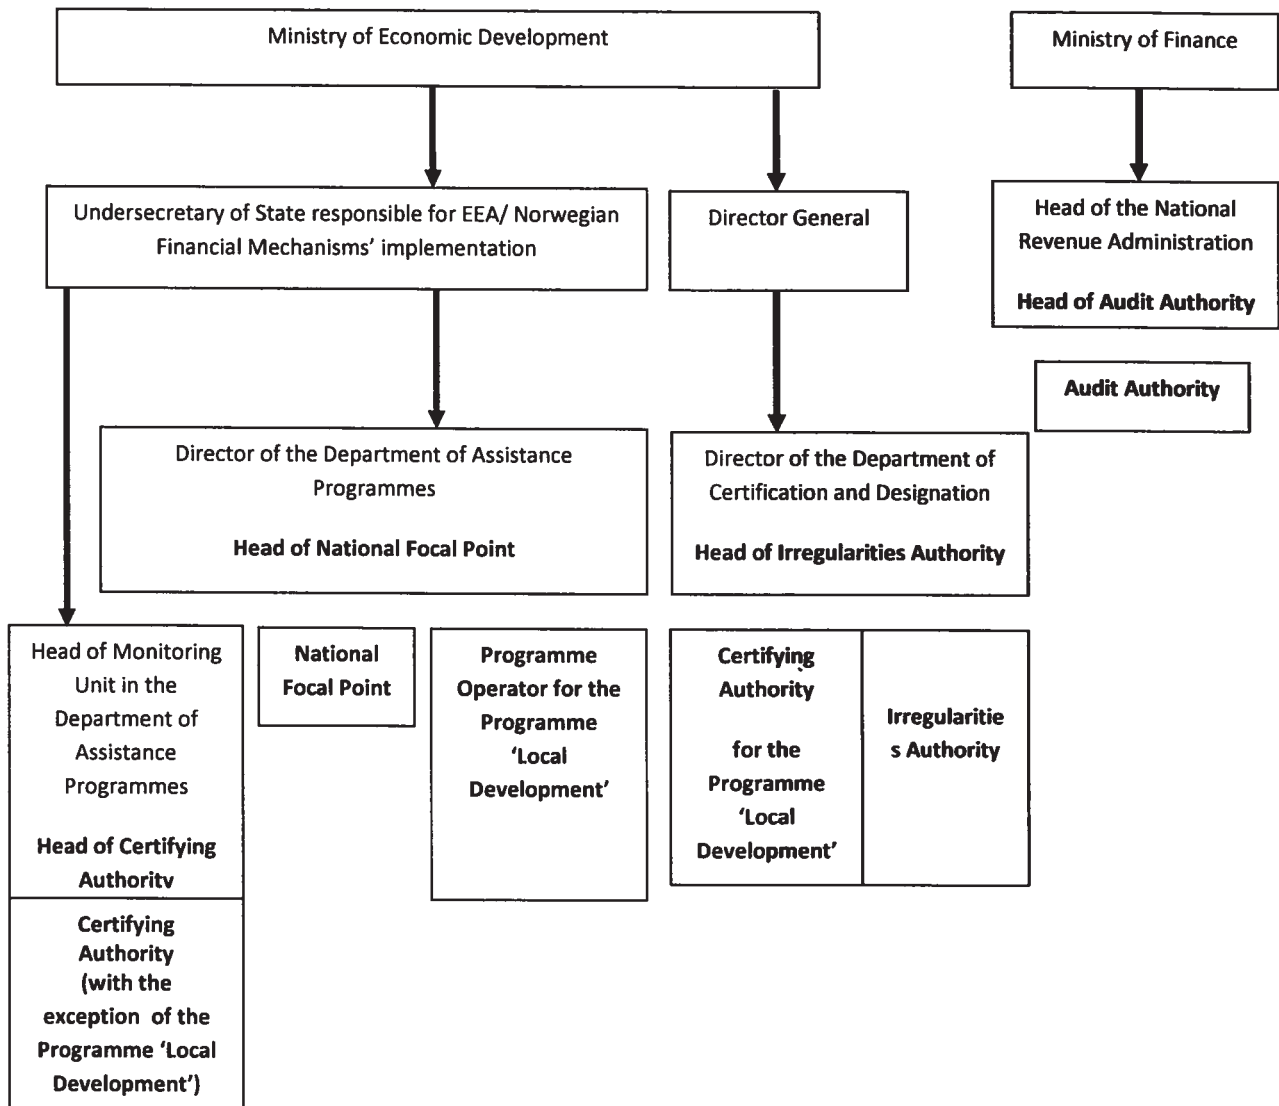 Ministry of Economic Development
Ministry of Finance
Undersecretary of State responsible for EEA/ Norwegian
Financial Mechanisms’ implementation
Director General
Head of the National
Revenue Administration
Head of Audit Authority
Audit Authority
Director of the Department of Assistance
Programmes
Head of National Focal Point
Director of the Department of
Certification and Designation
Head of Irregularities Authority
Head of Monitoring
Unit in the
Department of
Assistance
Programmes
Head of Certifying
Authority
Certifying
Authority
(with the
exception of the
Programme ‘Local
Development’)
National
Focal Point
Programme
Operator for the
Programme
‘Local
Development’
Certifying
Authority
for the
Programme
‘Local
Development’
Irregularitie
s Authority